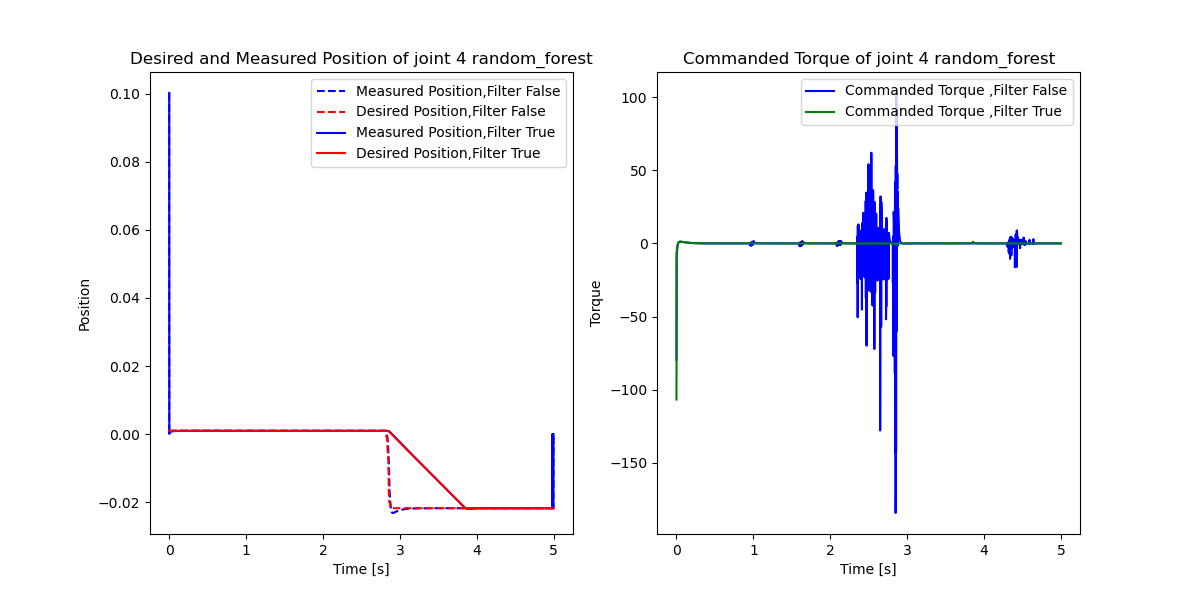 Desired and Measured Position of joint 4 random_forest
Measured Position,Filter False
Desired Position,Filter False
Measured Position,Filter True
Desired Position,Filter True
0.10
0.08
0.06
0.04
0.02
0.00
−0.02
Position
0 1 2 3 4 5
Time [s]
Commanded Torque of joint 4 random_forest
Commanded Torque ,Filter False
Commanded Torque ,Filter True
100
50
0
−50
−100
−150
Torque
0 1 2 3 4 5
Time [s]